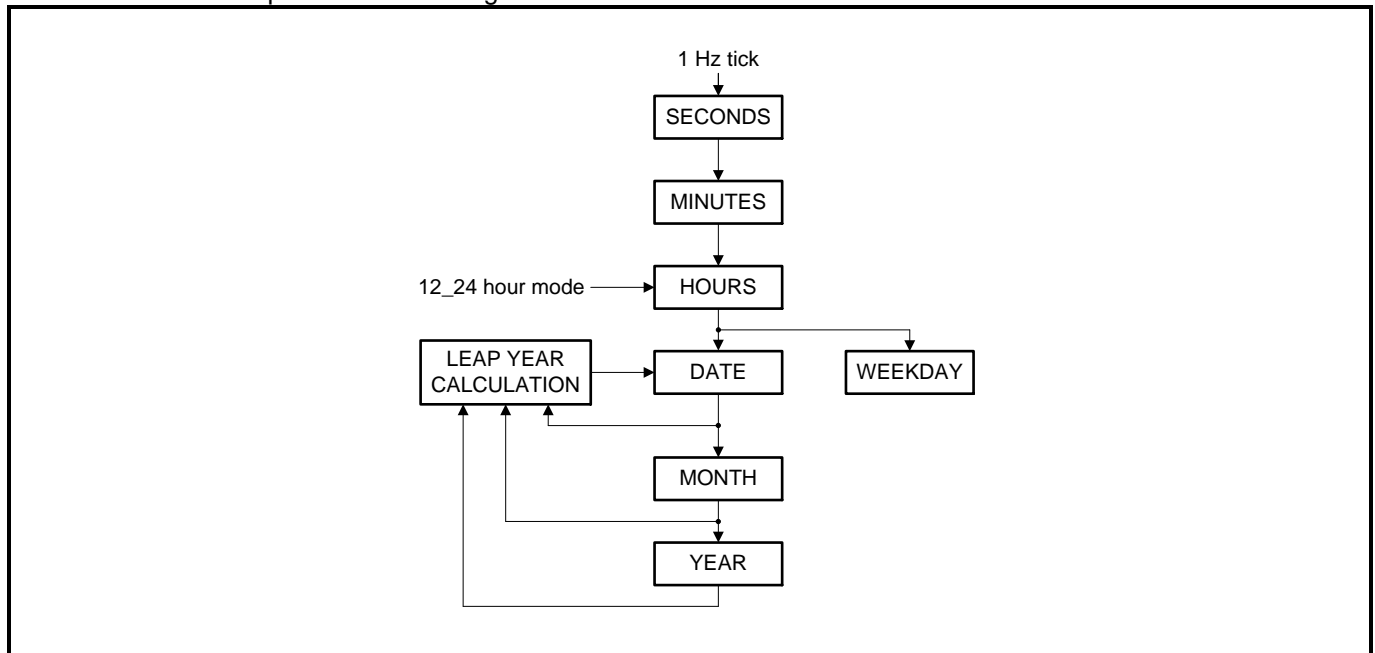 1 Hz tick
SECONDS
MINUTES
12_24 hour mode
HOURS
LEAP YEAR
CALCULATION
DATE
WEEKDAY
MONTH
YEAR